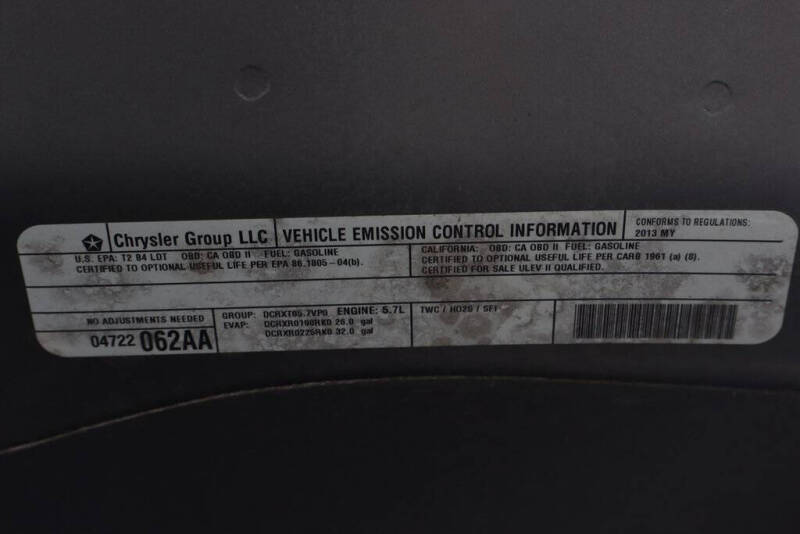 Chrysler Group LLC
VEHICLE EMISSION CONTROL INFORMATION
CONFORMS TO REGULATIONS:
2013 MY
U.S. EPA: T2 B4 LDT OBD: CA OBD II FUEL: GASOLINE
CERTIFIED TO OPTIONAL USEFUL LIFE PER EPA 86.1805-04(b).
CALIFORNIA: OBD: CA OBD II FUEL: GASOLINE
CERTIFIED TO OPTIONAL USEFUL LIFE PER CARB 1961 (a) (8).
CERTIFIED FOR SALE ULEV II QUALIFIED.
NO ADJUSTMENTS NEEDED
04722 062AA
GROUP: DCRXT05.7VP0 ENGINE: 5.7L
EVAP: DCRXR0198RK0 26.0 gal
DCRXR0225RK0 32.0 gal
TWC / HO2S / SFI